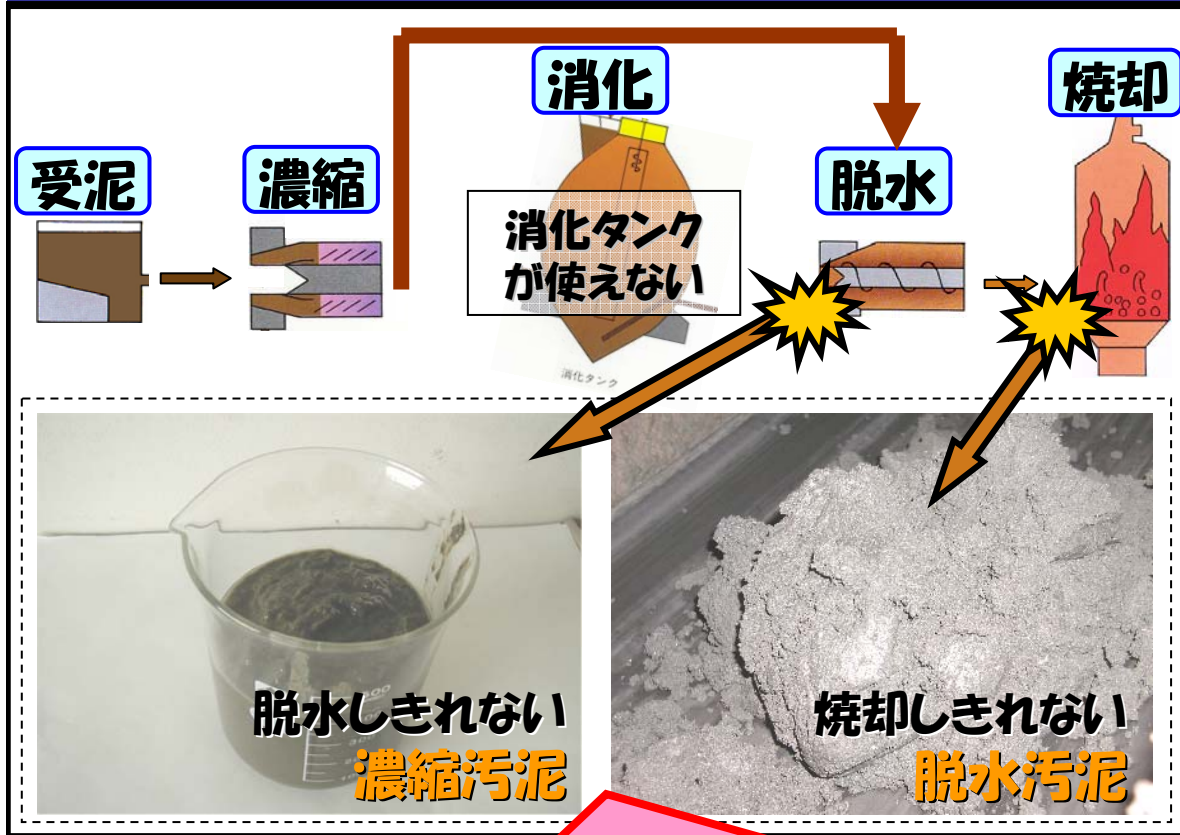 消化
焼却
受泥
濃縮
脱水
消化タンク
が使えない
消化タンク
脱水しきれない
濃縮汚泥
焼却しきれない
脱水汚泥